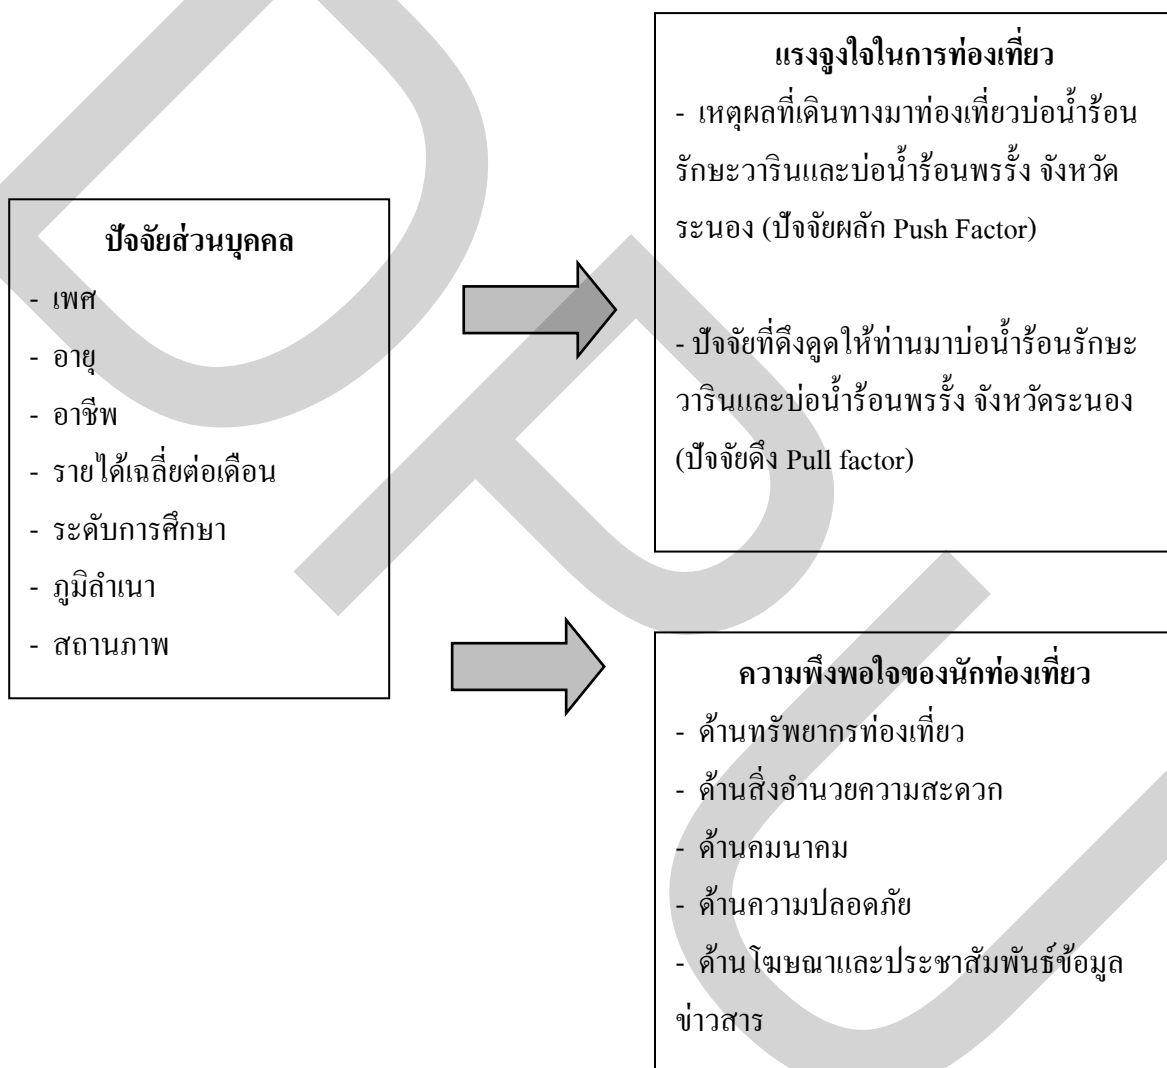 ปัจจัยส่วนบุคคล
- เพศ
- อายุ
- อาชีพ
- รายได้เฉลี่ยต่อเดือน
- ระดับการศึกษา
- ภูมิลำเนา
- สถานภาพ
แรงจูงใจในการท่องเที่ยว
- เหตุผลที่เดินทางมาท่องเที่ยวบ่อน้ำร้อน
รักษะวารินและบ่อน้ำร้อนพรรั้ง จังหวัด
ระนอง (ปัจจัยผลัก Push Factor)
- ปัจจัยที่ดึงดูดให้ท่านมาบ่อน้ำร้อนรักษะ
วารินและบ่อน้ำร้อนพรรั้ง จังหวัดระนอง
(ปัจจัยดึง Pull factor)
ความพึงพอใจของนักท่องเที่ยว
- ด้านทรัพยากรท่องเที่ยว
- ด้านสิ่งอำนวยความสะดวก
- ด้านคมนาคม
- ด้านความปลอดภัย
- ด้านโฆษณาและประชาสัมพันธ์ข้อมูล
ข่าวสาร
DPU